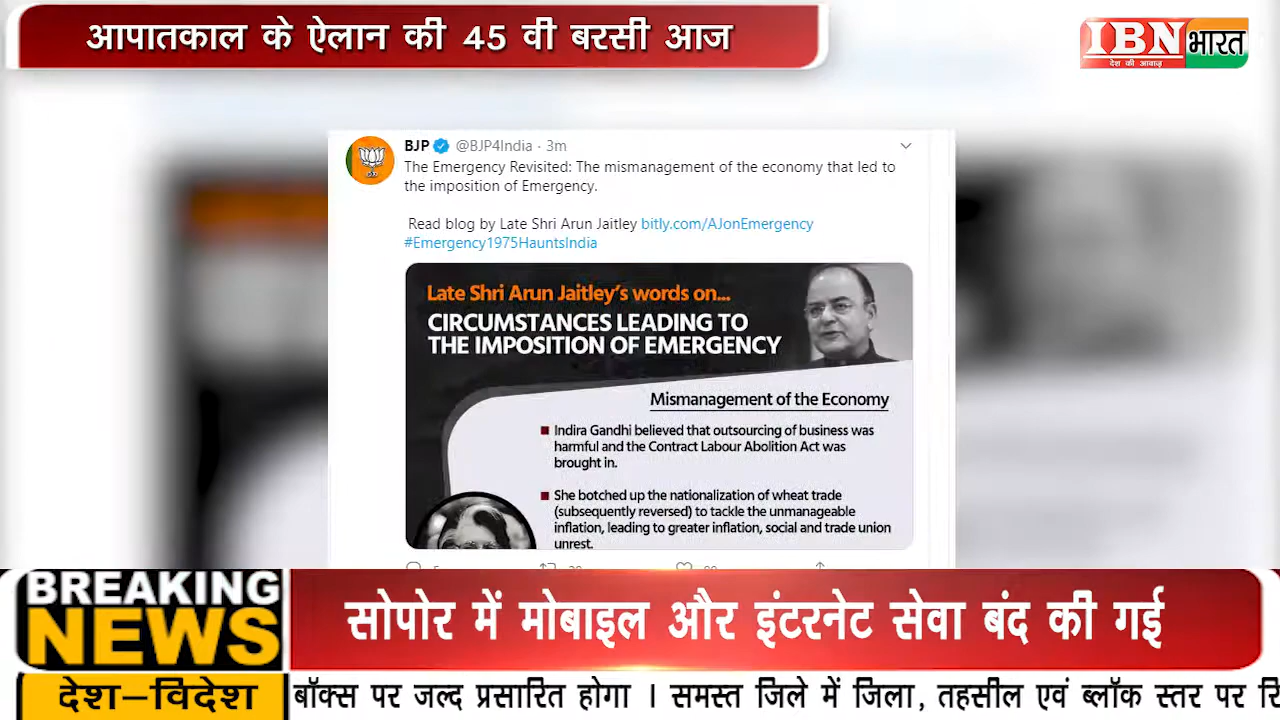 आपातकाल के ऐलान की 45 वी बरसी आज
IBN भारत
देश की आवाज़
BJP @BJP4India · 3m
The Emergency Revisited: The mismanagement of the economy that led to
the imposition of Emergency.
Read blog by Late Shri Arun Jaitley bitly.com/AJonEmergency
#Emergency1975HauntsIndia
Late Shri Arun Jaitley's words on...
CIRCUMSTANCES LEADING TO
THE IMPOSITION OF EMERGENCY
Mismanagement of the Economy
Indira Gandhi believed that outsourcing of business was
harmful and the Contract Labour Abolition Act was
brought in.
She botched up the nationalization of wheat trade
(subsequently reversed) to tackle the unmanageable
inflation, leading to greater inflation, social and trade union
unrest.
BREAKING
NEWS
सोपोर में मोबाइल और इंटरनेट सेवा बंद की गई
देश-विदेश
बॉक्स पर जल्द प्रसारित होगा । समस्त जिले में जिला, तहसील एवं ब्लॉक स्तर पर